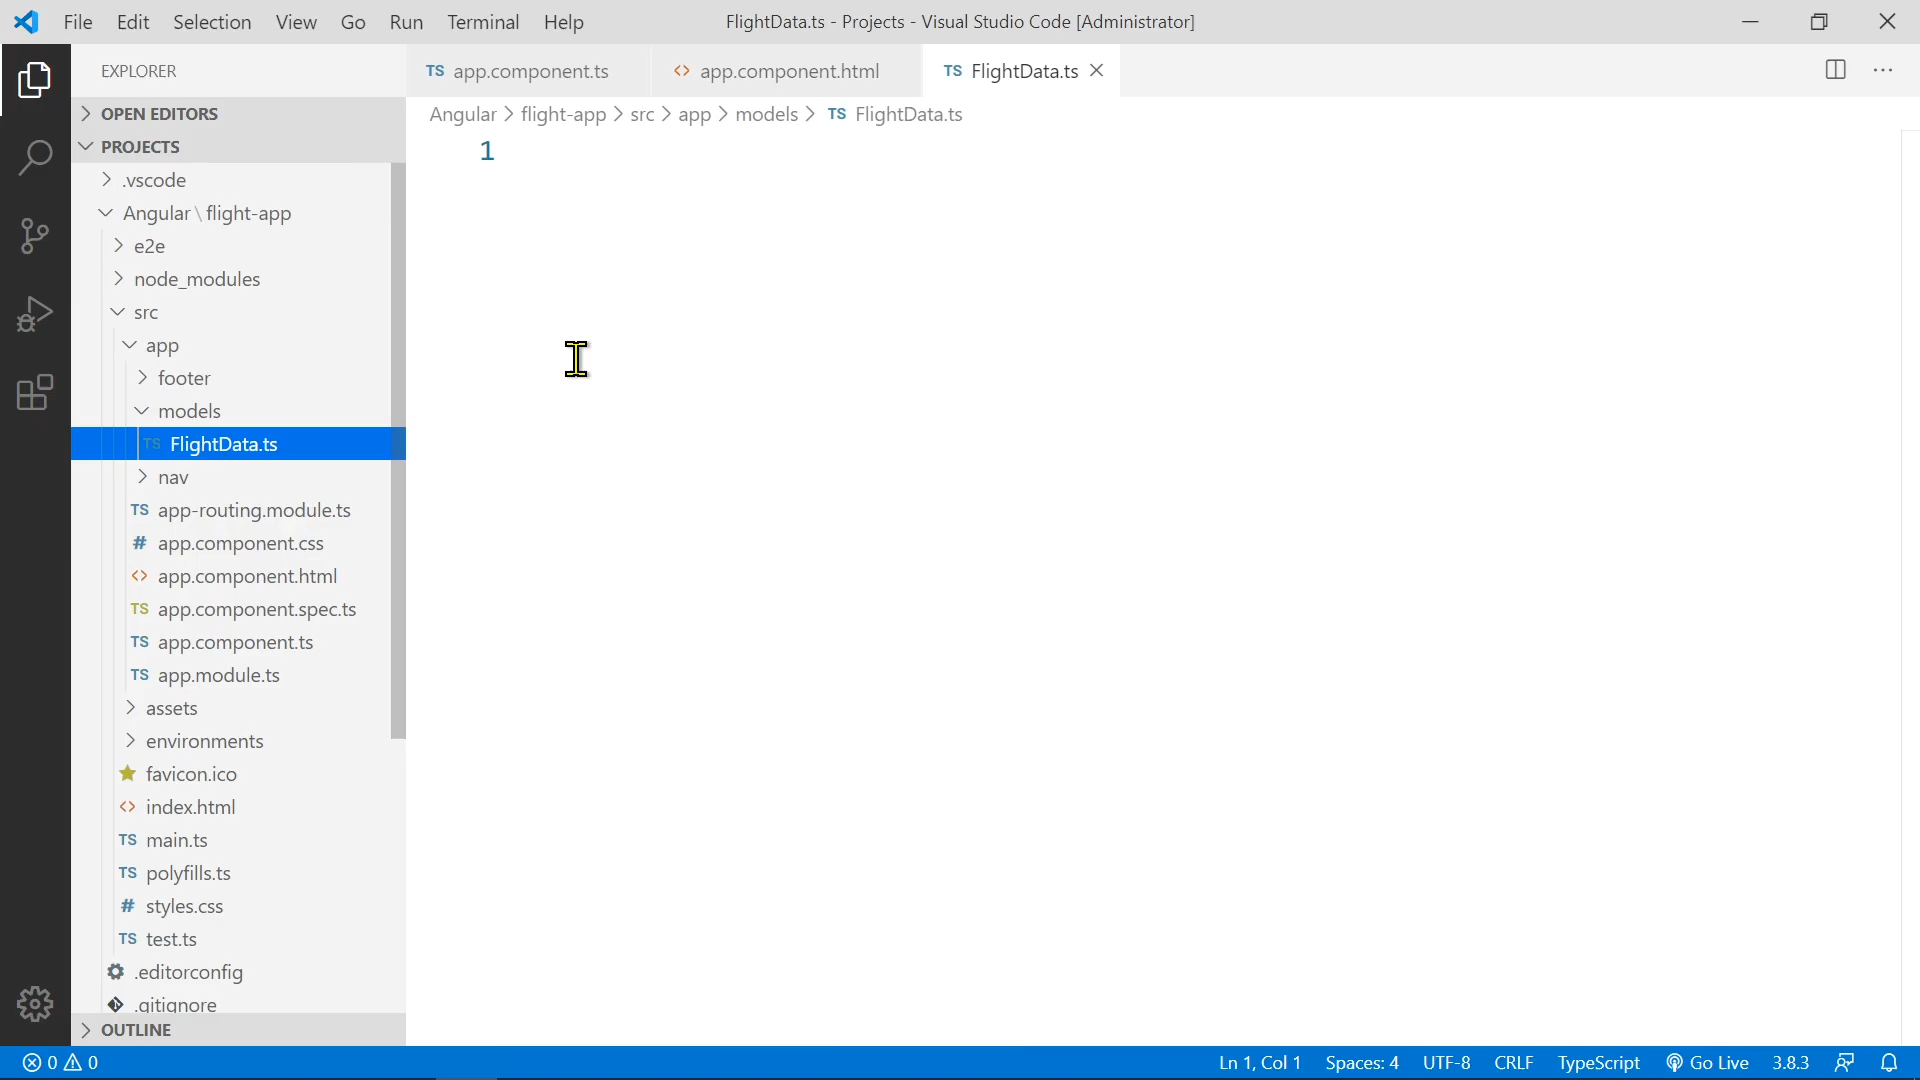 File Edit Selection View Go Run Terminal Help FlightData.ts - Projects - Visual Studio Code [Administrator]
EXPLORER
TS app.component.ts <> app.component.html TS FlightData.ts
Angular > flight-app > src > app > models > TS FlightData.ts
1
OPEN EDITORS
PROJECTS
.vscode
Angular \ flight-app
e2e
node_modules
src
app
footer
models
TS FlightData.ts
nav
TS app-routing.module.ts
# app.component.css
<> app.component.html
TS app.component.spec.ts
TS app.component.ts
TS app.module.ts
assets
environments
favicon.ico
<> index.html
TS main.ts
TS polyfills.ts
# styles.css
TS test.ts
.editorconfig
.gitignore
OUTLINE
0 0 Ln 1, Col 1 Spaces: 4 UTF-8 CRLF TypeScript Go Live 3.8.3